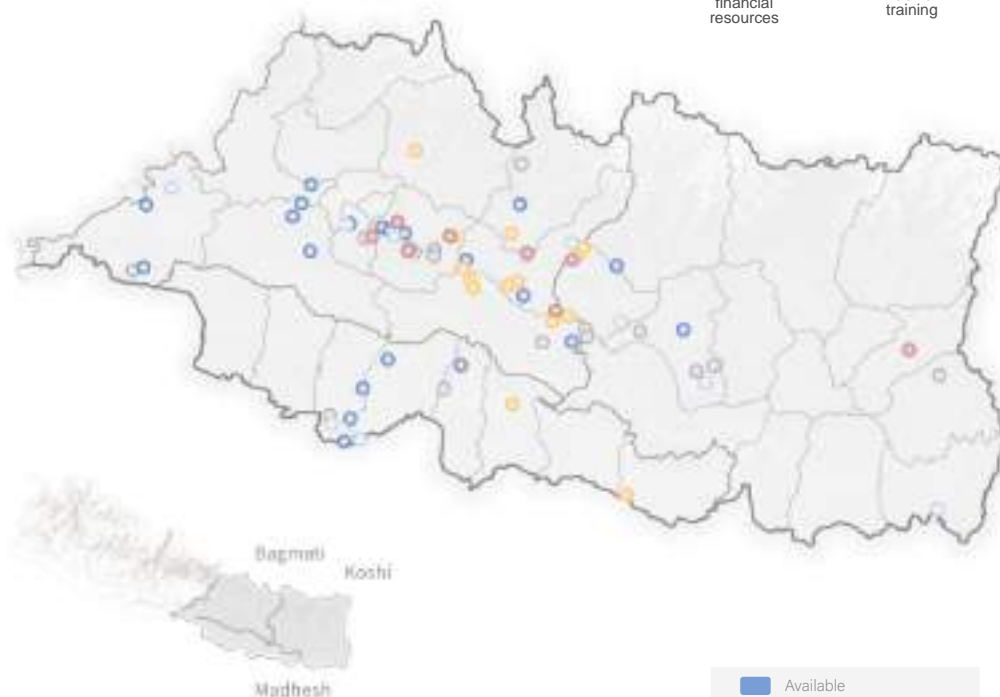 financial
resources
training
Bagmati
Koshi
Madhesh
Available